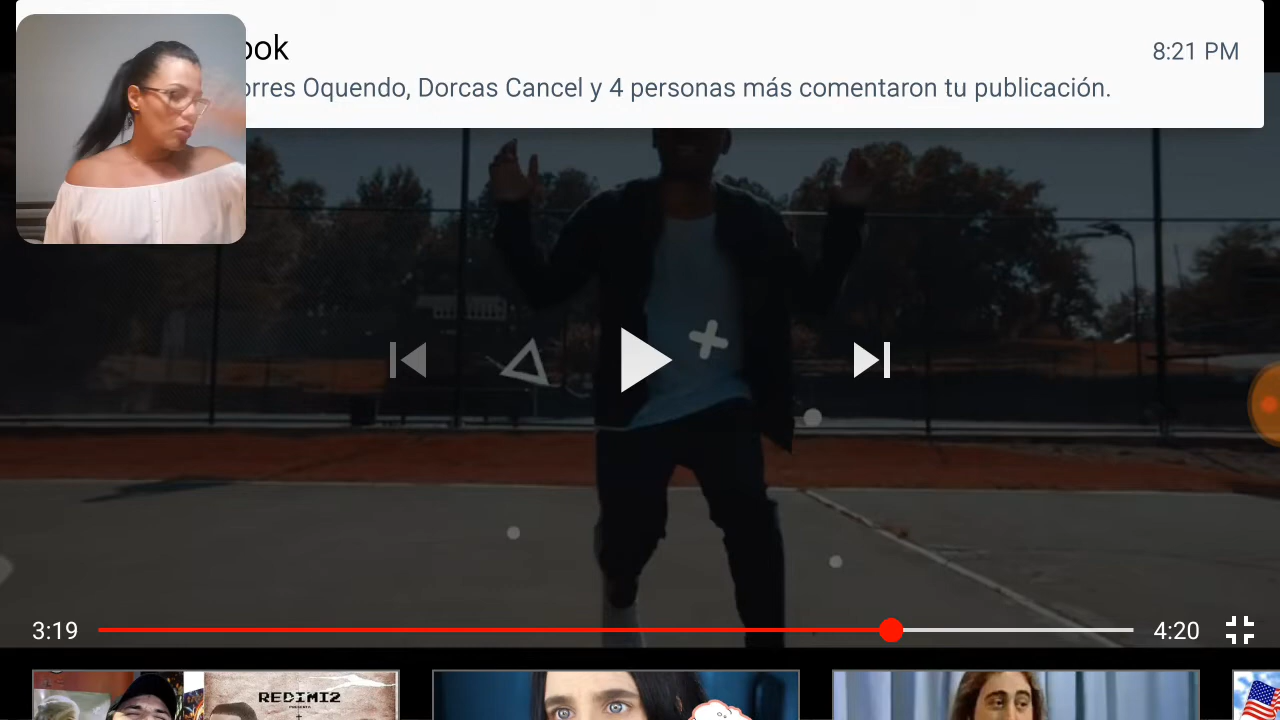 ook
8:21 PM
orres Oquendo, Dorcas Cancel y 4 personas más comentaron tu publicación.
3:19
4:20
REDIMI2